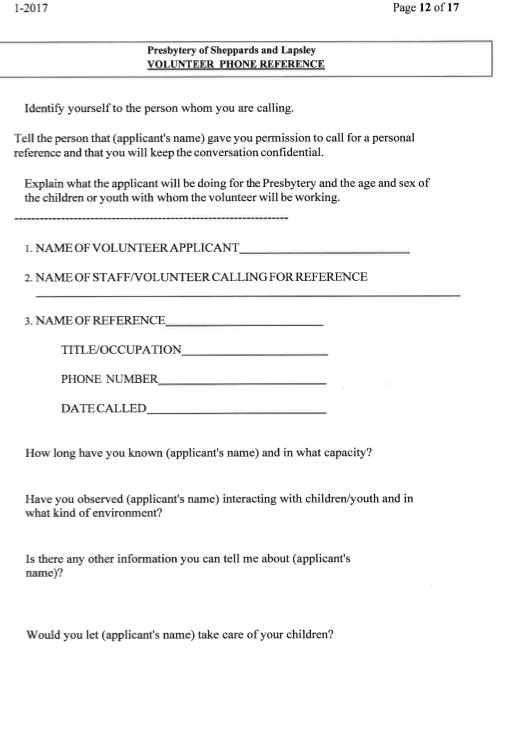 1-2017
Page 12 of 17
Presbytery of Sheppards and Lapsley
VOLUNTEER PHONE REFERENCE
Identify yourself to the person whom you are calling.
Tell the person that (applicant's name) gave you permission to call for a personal
reference and that you will keep the conversation confidential.
Explain what the applicant will be doing for the Presbytery and the age and sex of
the children or youth with whom the volunteer will be working.
-----------------------------------------------------------------
1. NAME OF VOLUNTEER APPLICANT__________________________
2. NAME OF STAFF/VOLUNTEER CALLING FOR REFERENCE
_________________________________________________________________
3. NAME OF REFERENCE________________________
TITLE/OCCUPATION______________________
PHONE NUMBER__________________________
DATE CALLED___________________________
How long have you known (applicant's name) and in what capacity?
Have you observed (applicant's name) interacting with children/youth and in
what kind of environment?
Is there any other information you can tell me about (applicant's
name)?
Would you let (applicant's name) take care of your children?